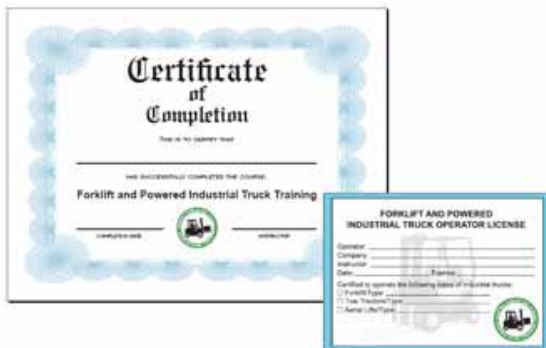 Certificate
of
Completion
THIS IS TO CERTIFY THAT
HAS SUCCESSFULLY COMPLETED THE COURSE:
Forklift and Powered Industrial Truck Training
COMPLETION DATE
INSTRUCTOR
FORKLIFT AND POWERED
INDUSTRIAL TRUCK OPERATOR LICENSE
Operator
Company
Instructor
Date Expires
Certified to operate the following types of industrial trucks:
Forklift/Type
Tow Tractors/Type
Aerial Lifts/Type